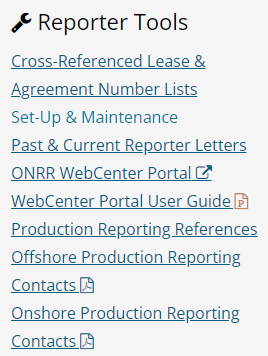 Reporter Tools
Cross-Referenced Lease &
Agreement Number Lists
Set-Up & Maintenance
Past & Current Reporter Letters
ONRR WebCenter Portal
WebCenter Portal User Guide
Production Reporting References
Offshore Production Reporting
Contacts
Onshore Production Reporting
Contacts